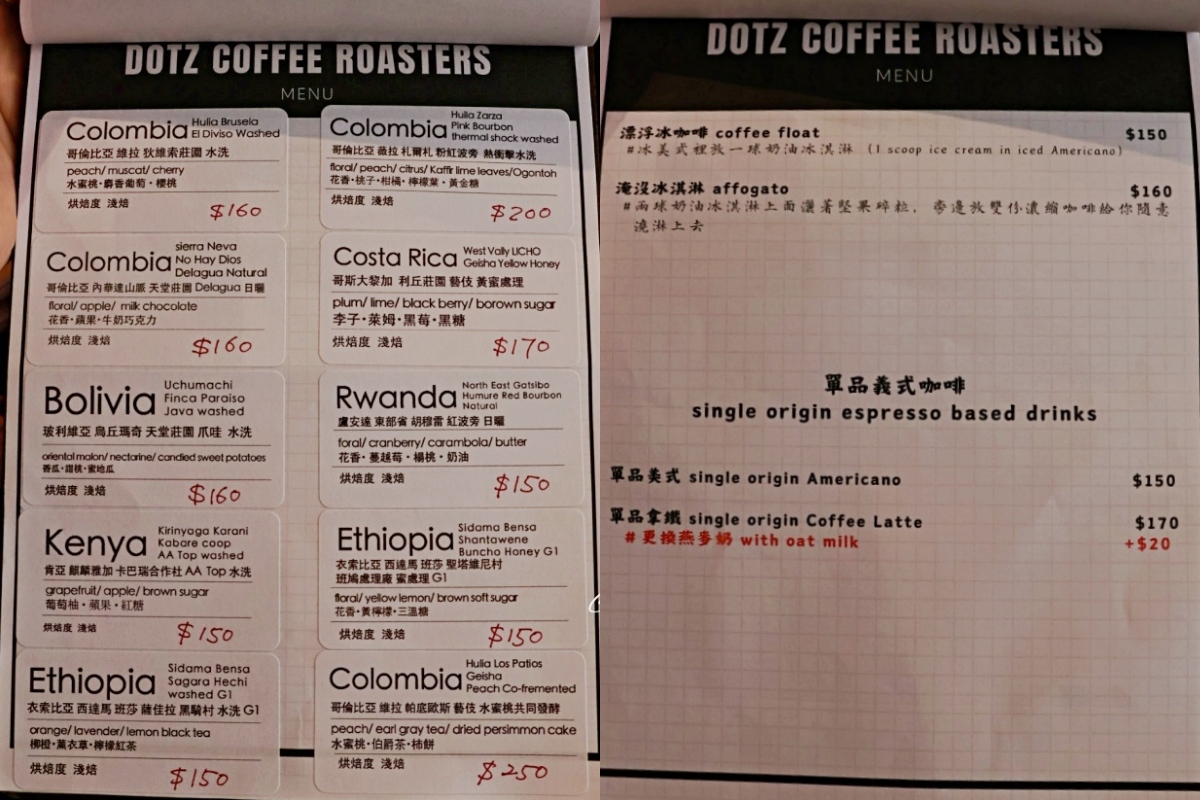 DOTZ COFFEE ROASTERS
MENU
Colombia Hulia Brusela
El Diviso Washed
哥倫比亞 維拉 狄維索莊園 水洗
peach/ muscat/ cherry
水蜜桃・麝香葡萄・櫻桃
烘焙度 淺焙
$160
Colombia sierra Neva
No Hay Dios
Delagua Natural
哥倫比亞 內華達山脈 天堂莊園 Delagua 日曬
floral/ apple/ milk chocolate
花香・蘋果・牛奶巧克力
烘焙度 淺焙
$160
Bolivia Uchumachi
Finca Paraiso
Java washed
玻利維亞 烏丘瑪奇 天堂莊園 爪哇 水洗
oriental malon/ nectarine/ candied sweet potatoes
香瓜・甜桃・蜜地瓜
烘焙度 淺焙
$160
Kenya Kirinyaga Karani
Kabare coop
AA Top washed
肯亞 麒麟雅加 卡巴瑞合作社 AA Top 水洗
grapefruit/ apple/ brown sugar
葡萄柚・蘋果・紅糖
烘焙度 淺焙
$150
Ethiopia Sidama Bensa
Sagara Hechi
washed G1
衣索比亞 西達馬 班莎 薩佳拉 黑騎村 水洗 G1
orange/ lavender/ lemon black tea
柳橙・薰衣草・檸檬紅茶
烘焙度 淺焙
$150
Colombia Hulia Zarza
Pink Bourbon
thermal shock washed
哥倫比亞 薇拉 札爾札 粉紅波旁 熱衝擊水洗
floral/ peach/ citrus/ Kaffir lime leaves/Ogontoh
花香・桃子・柑橘・檸檬葉・黃金糖
烘焙度 淺焙
$200
Costa Rica West Vally LICHO
Geisha Yellow Honey
哥斯大黎加 利丘莊園 藝伎 黃蜜處理
plum/ lime/ black berry/ borown sugar
李子・萊姆・黑莓・黑糖
烘焙度 淺焙
$170
Rwanda North East Gatsibo
Humure Red Bourbon
Natural
盧安達 東部省 胡穆雷 紅波旁 日曬
foral/ cranberry/ carambola/ butter
花香・蔓越莓・楊桃・奶油
烘焙度 淺焙
$150
Ethiopia Sidama Bensa
Shantawene
Buncho Honey G1
衣索比亞 西達馬 班莎 聖塔維尼村
班鳩處理廠 蜜處理 G1
floral/ yellow lemon/ brown soft sugar
花香・黃檸檬・三溫糖
烘焙度 淺焙
$150
Colombia Hulia Los Patios
Geisha
Peach Co-fremented
哥倫比亞 維拉 帕底歐斯 藝伎 水蜜桃共同發酵
peach/ earl gray tea/ dried persimmon cake
水蜜桃・伯爵茶・柿餅
烘焙度 淺焙
$250
DOTZ COFFEE ROASTERS
MENU
漂浮冰咖啡 coffee float $150
#冰美式裡放一球奶油冰淇淋 (1 scoop ice cream in iced Americano)
淹沒冰淇淋 affogato $160
#兩球奶油冰淇淋上面灑著堅果碎粒, 旁邊放雙份濃縮咖啡給你隨意
澆淋上去
單品義式咖啡
single origin espresso based drinks
單品美式 single origin Americano $150
單品拿鐵 single origin Coffee Latte $170
# 更換燕麥奶 with oat milk +$20